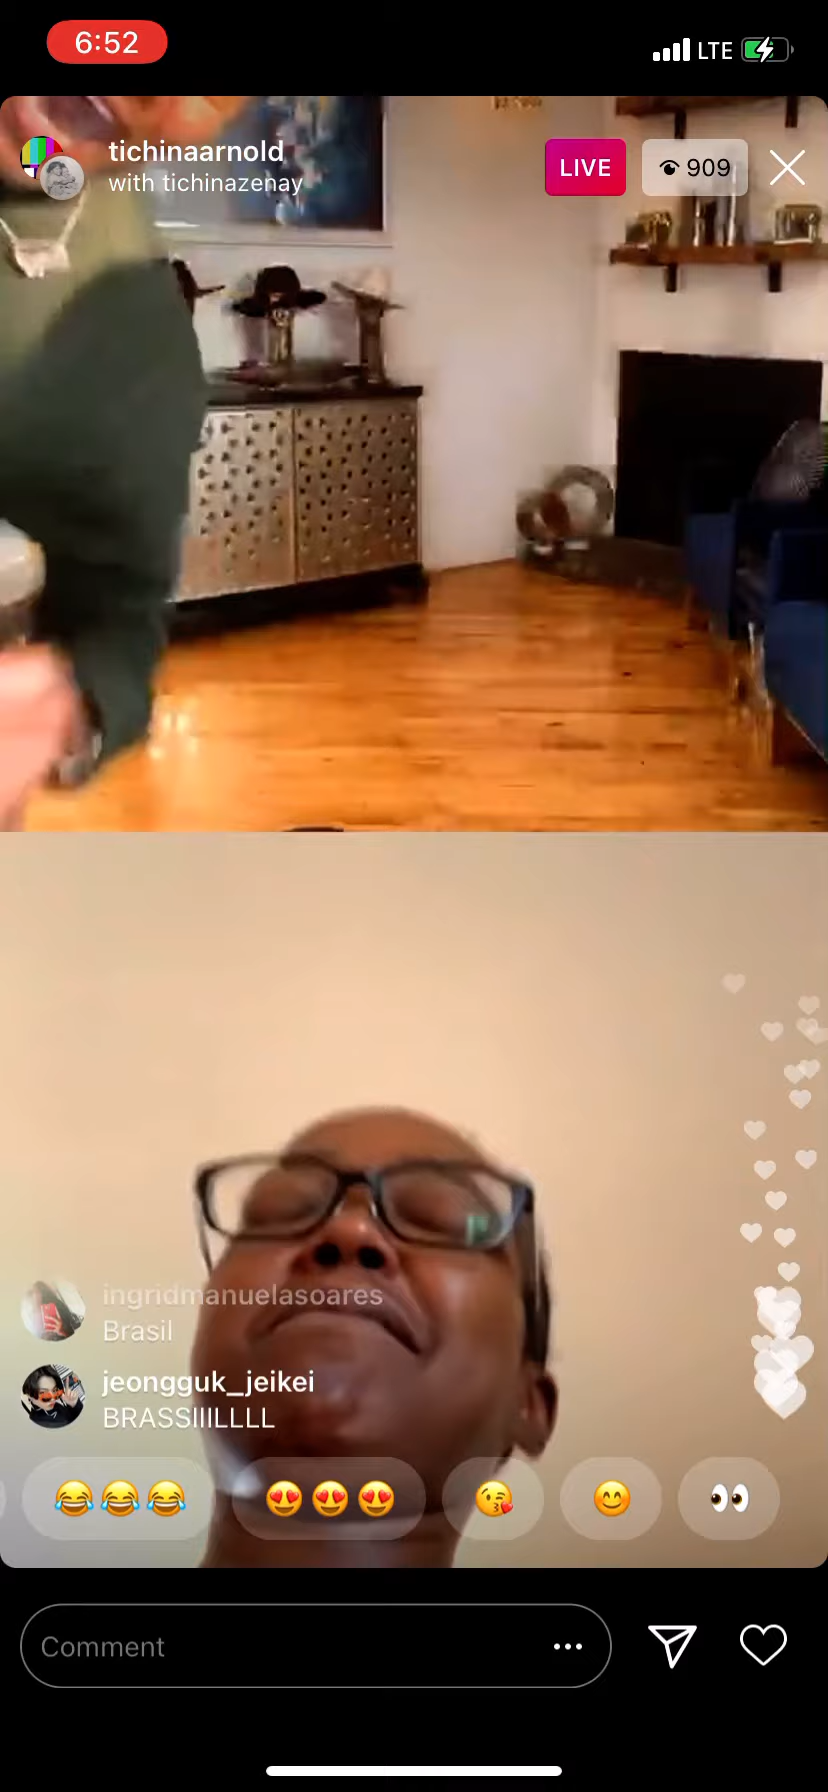 6:52
LTE
tichinaarnold
with tichinazenay
LIVE
909
ingridmanuelasoares
Brasil
jeongguk_jeikei
BRASSIIILLLL
Comment